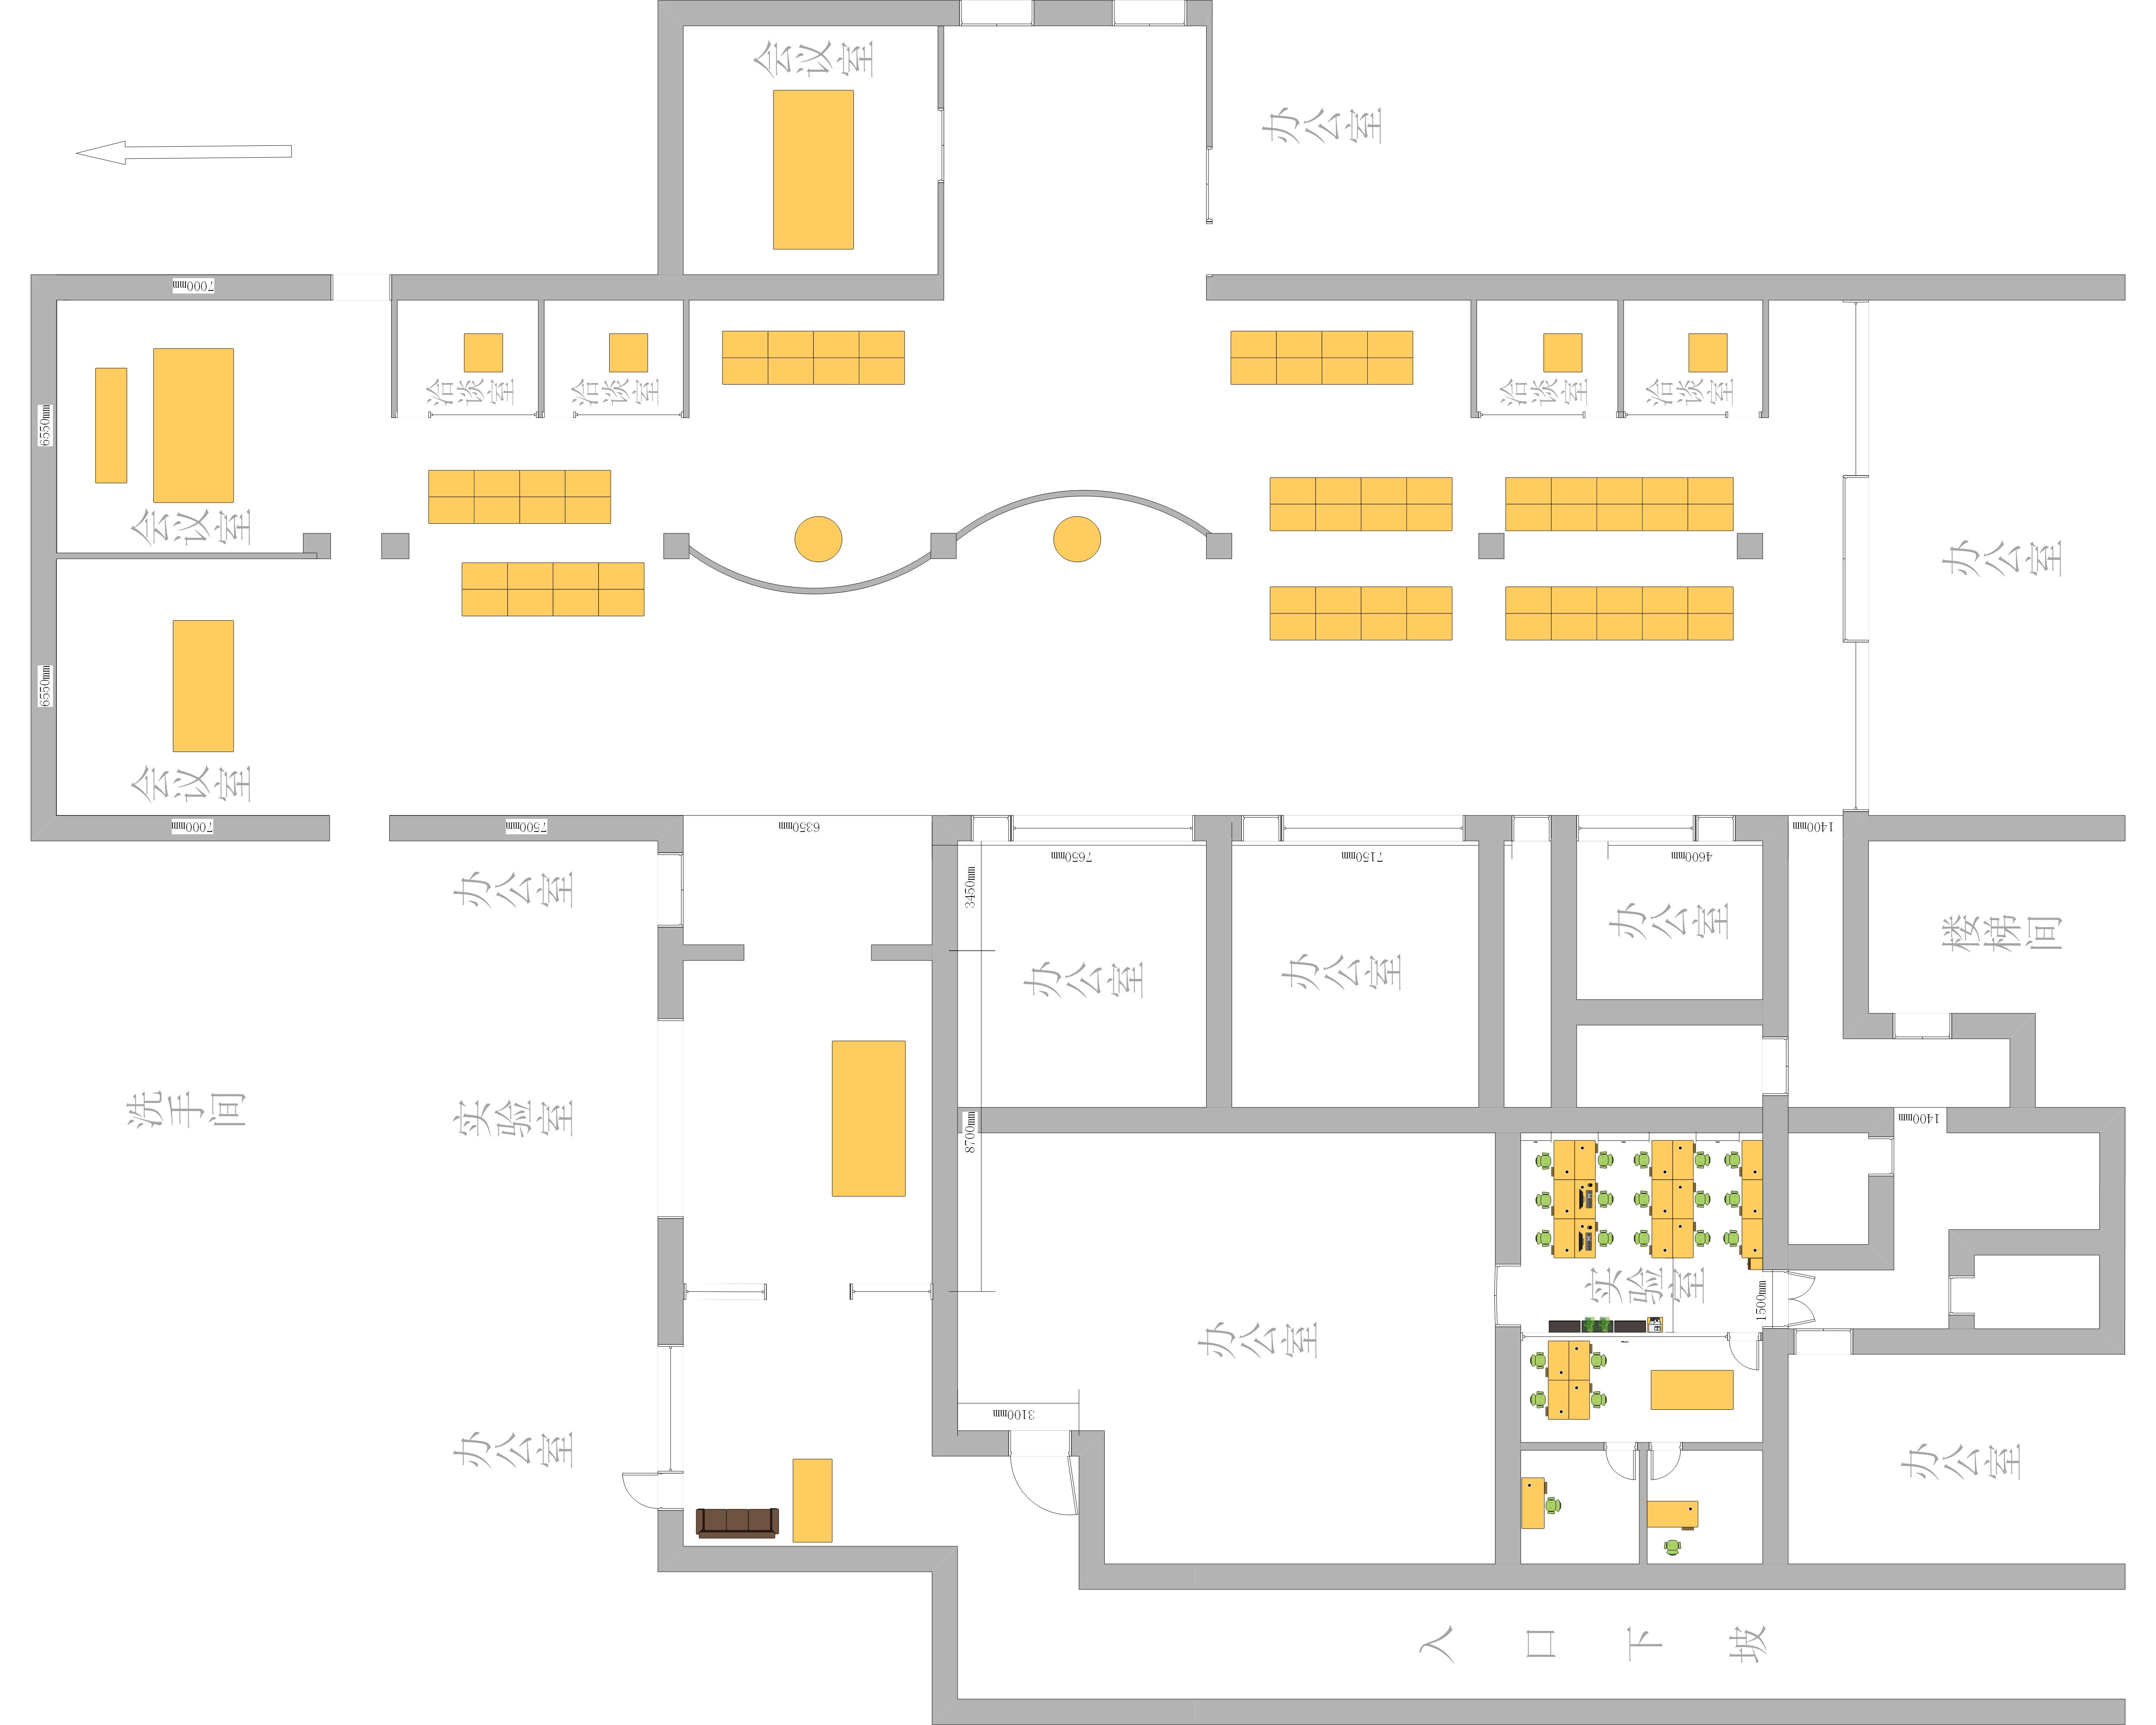 会议室
办公室
7000mm
6550mm
会议室
洽谈室
洽谈室
洽谈室
洽谈室
办公室
6550mm
会议室
7000mm
7500mm
6350mm
7650mm
7150mm
4600mm
1400mm
办公室
3450mm
办公室
办公室
办公室
楼梯间
洗手间
实验室
8700mm
1400mm
实验室
1500mm
办公室
3100mm
办公室
办公室
入口下坡